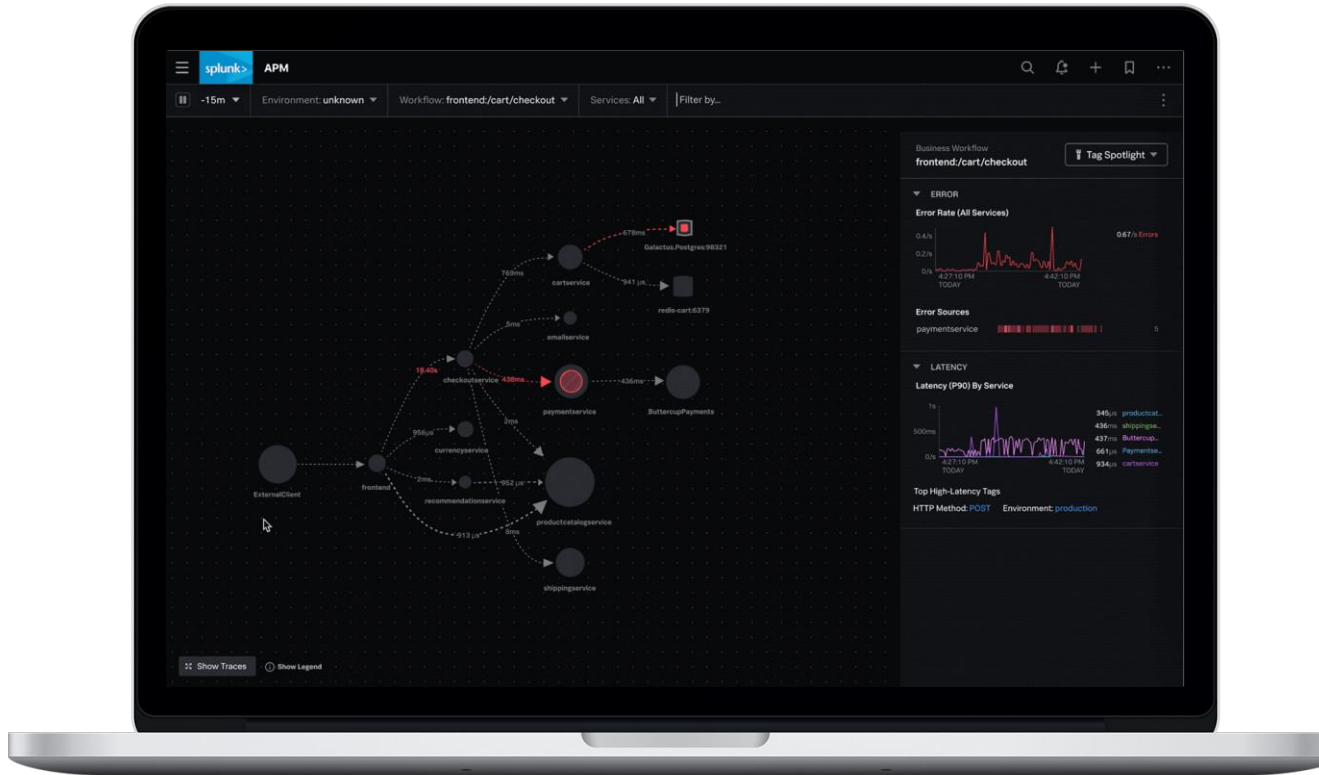 splunk> APM
-15m Environment: unknown Workflow: frontend:/cart/checkout Services: All Filter by...
Business Workflow
frontend:/cart/checkout
Tag Spotlight
ERROR
Error Rate (All Services)
0.4/s
0.2/s
0/s
0.67/s Errors
4:27:10 PM
TODAY
4:42:10 PM
TODAY
Error Sources
paymentservice 5
LATENCY
Latency (P90) By Service
1s
500ms
0/s
4:27:10 PM
TODAY
4:42:10 PM
TODAY
345µs productcat...
436ms shippingse...
437ms Buttercup...
661µs Paymentse...
934µs cartservice
Top High-Latency Tags
HTTP Method: POST Environment: production
678ms
Galactus.Postgres:98321
769ms
cartservice
941 µs
redis-cart:6379
5ms
emailservice
checkoutservice
438ms
paymentservice
436ms
ButtercupPayments
2ms
956µs
currencyservice
ExternalClient
frontend
2ms
recommendationservice
952 µs
productcatalogservice
913 µs
8ms
shippingservice
Show Traces
Show Legend